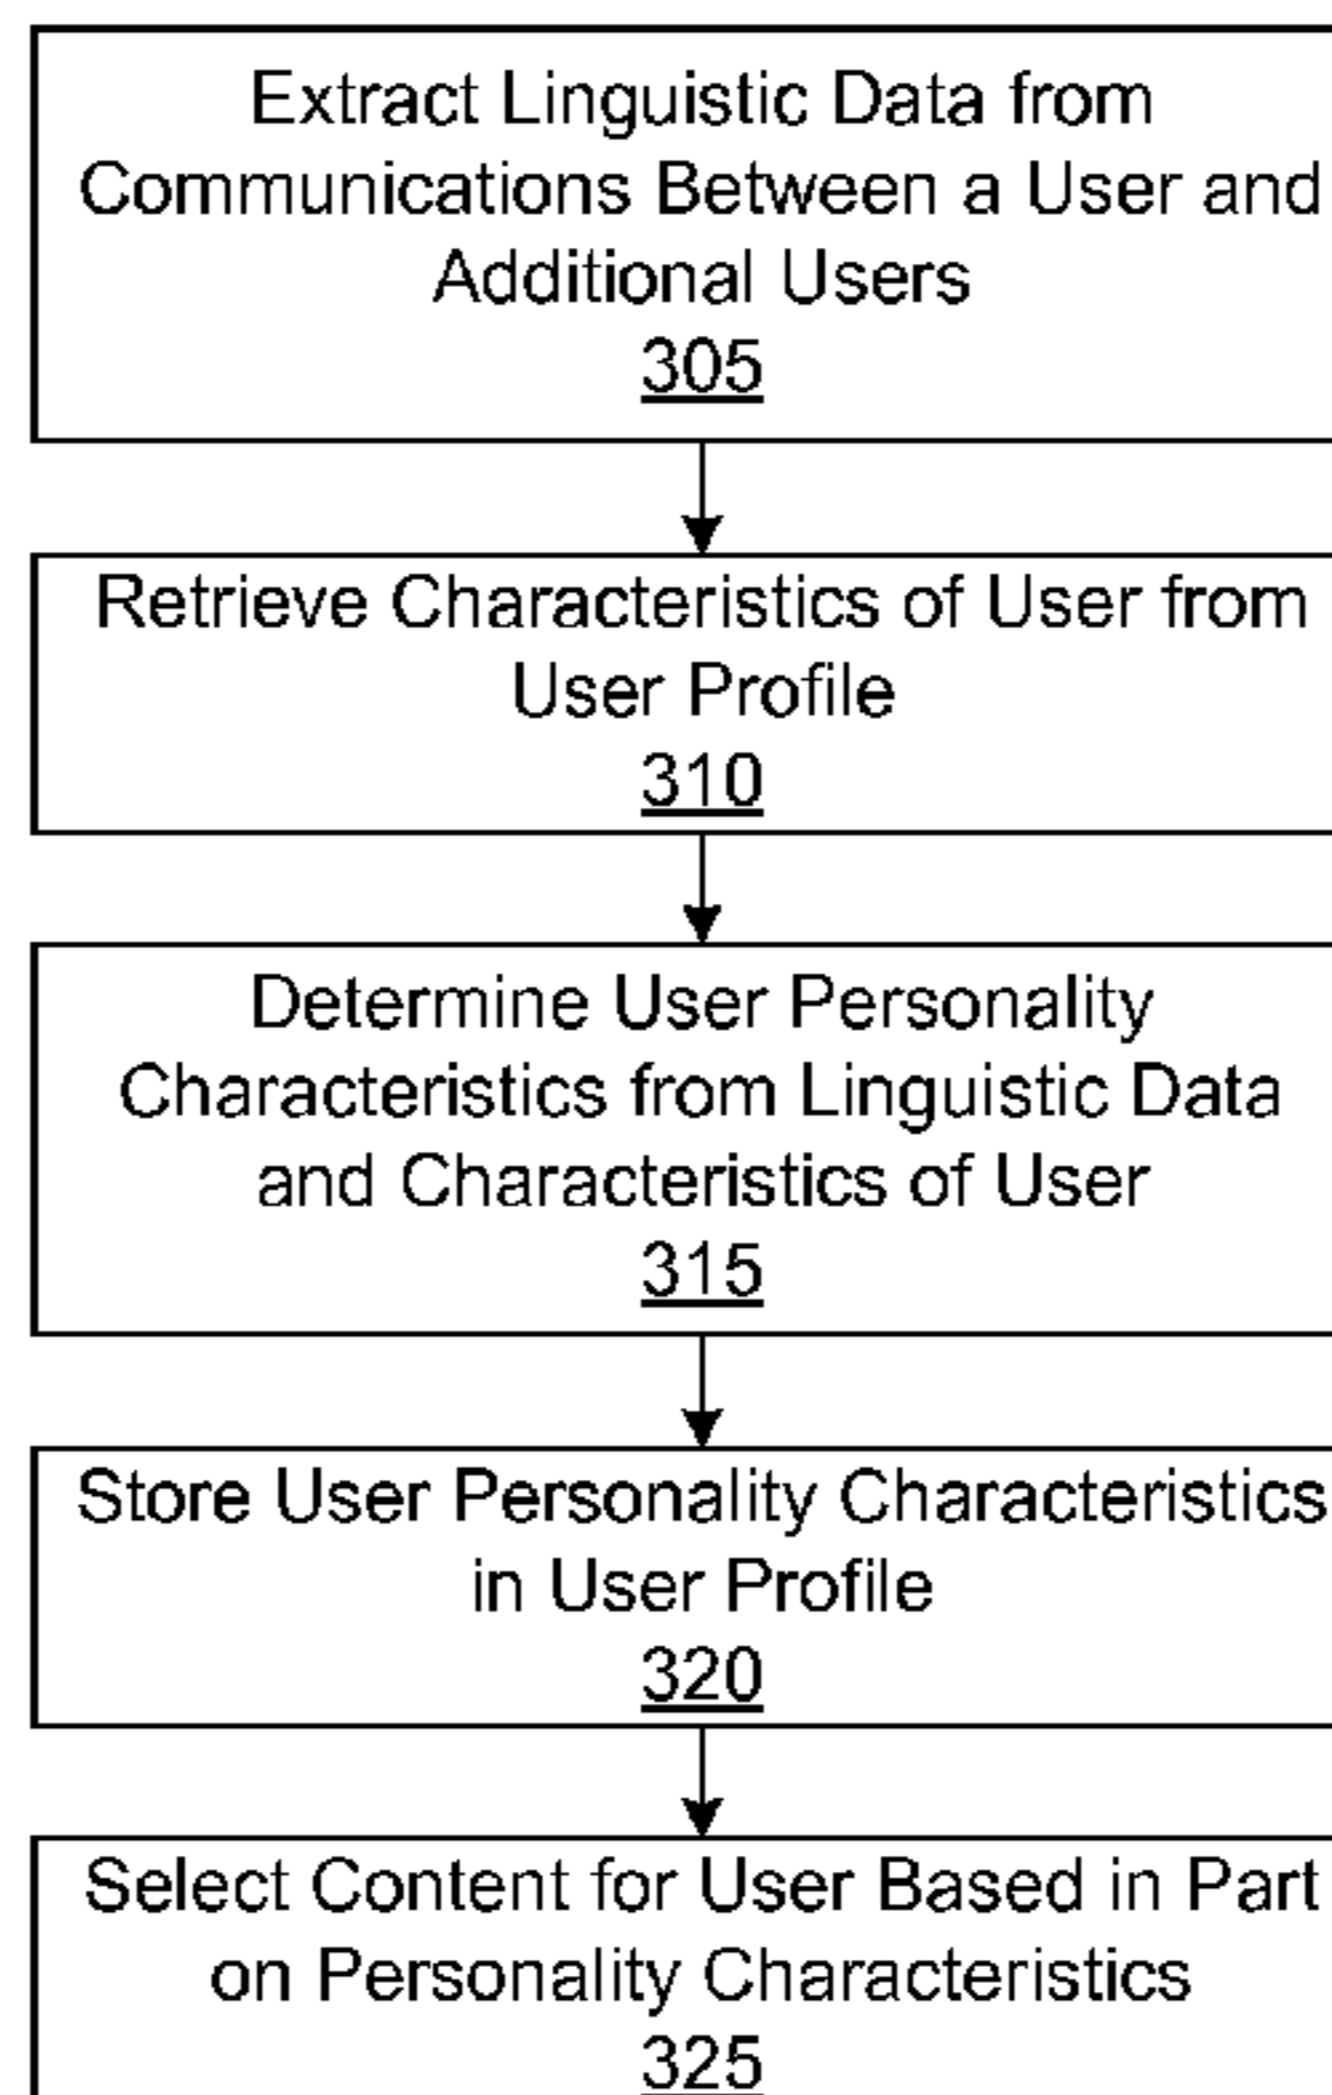 Extract Linguistic Data from
Communications Between a User and
Additional Users
305
Retrieve Characteristics of User from
User Profile
310
Determine User Personality
Characteristics from Linguistic Data
and Characteristics of User
315
Store User Personality Characteristics
in User Profile
320
Select Content for User Based in Part
on Personality Characteristics
325